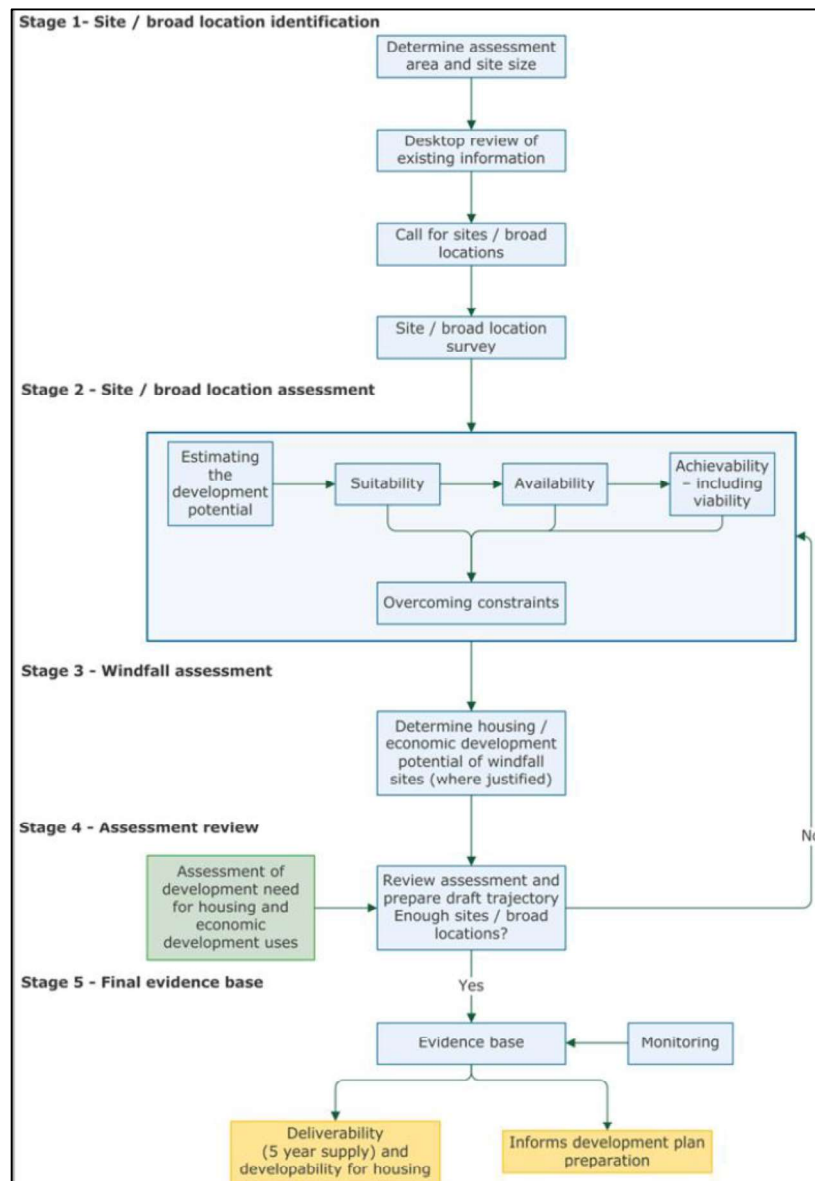 Stage 1- Site / broad location identification
Determine assessment
area and site size
Desktop review of
existing information
Call for sites / broad
locations
Site / broad location
survey
Stage 2 - Site / broad location assessment
Estimating
the
development
potential
Suitability
Availability
Achievability
– including
viability
Overcoming constraints
Stage 3 - Windfall assessment
Determine housing /
economic development
potential of windfall
sites (where justified)
Stage 4 - Assessment review
No
Assessment of
development need
for housing and
economic
development uses
Review assessment and
prepare draft trajectory
Enough sites / broad
locations?
Stage 5 - Final evidence base
Yes
Evidence base
Monitoring
Deliverability
(5 year supply) and
developability for housing
Informs development plan
preparation